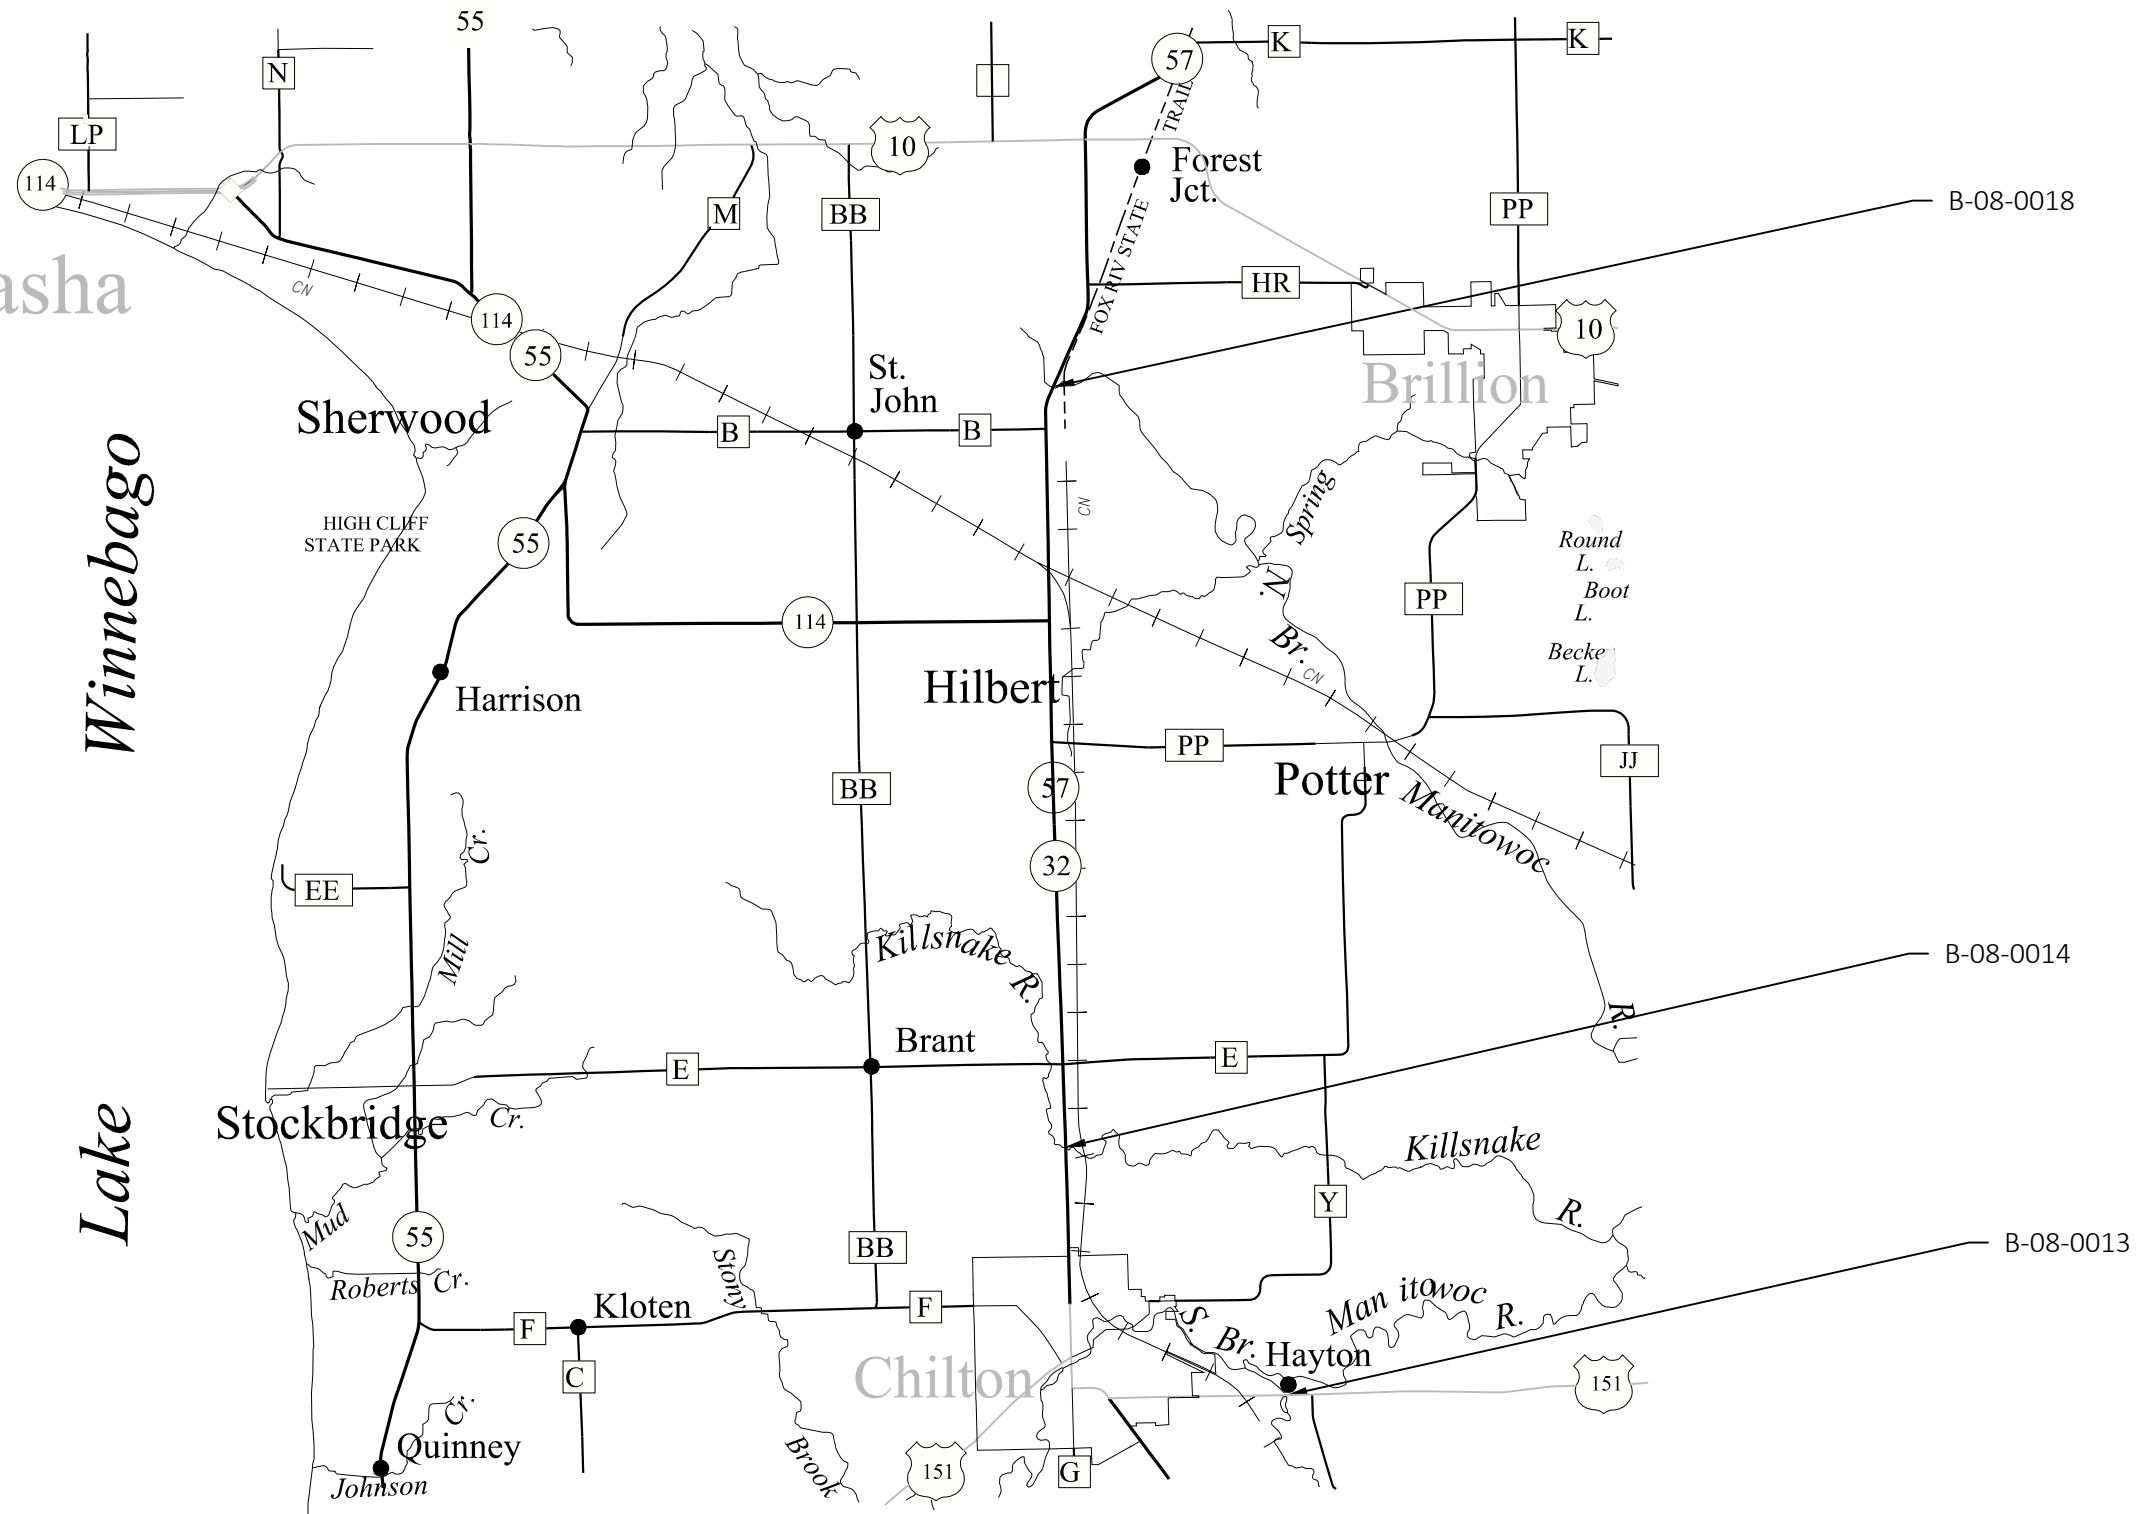 55
57
K
K
N
LP
10
114
Forest
Jct.
TRAIL
FOX RIV STATE
M
BB
PP
B-08-0018
asha
CN
HR
114
55
10
St.
John
Brillion
Sherwood
B
B
Winnebago
HIGH CLIFF
STATE PARK
55
CN
Spring
Round
L.
Boot
L.
N.
Br.
PP
114
Becker
L.
CN
Hilbert
Harrison
PP
JJ
Potter
57
BB
Manitowoc
R.
32
Cr.
Mill
EE
Killsnake
R.
B-08-0014
Brant
E
E
Lake
Stockbridge
Cr.
Killsnake
R.
Y
Mud
55
Roberts Cr.
Stony
Brook
BB
B-08-0013
Man itowoc
R.
F
Kloten
F
S.
Br.
Hayton
C
Chilton
151
Cr.
Quinney
Johnson
151
G